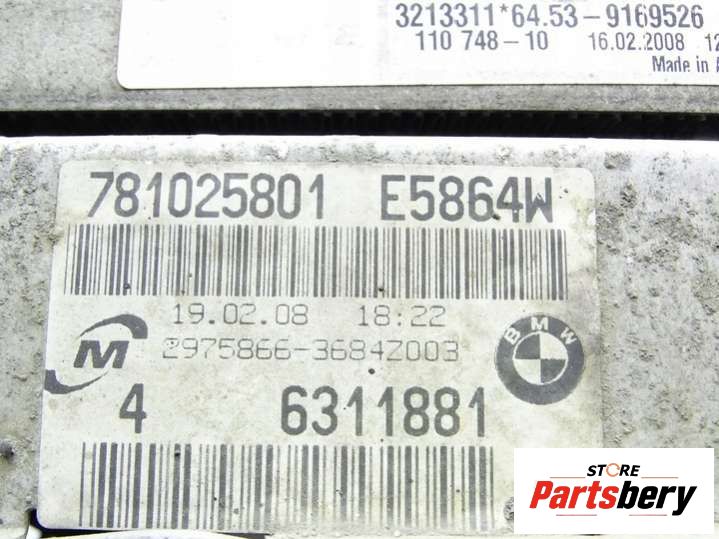 3213311*64.53-9169526
110 748-10 16.02.2008 12
Made in A
781025801 E5864W
19.02.08 18:22
2975866-3684Z003
M
BMW
4 6311881
STORE
Partsbery